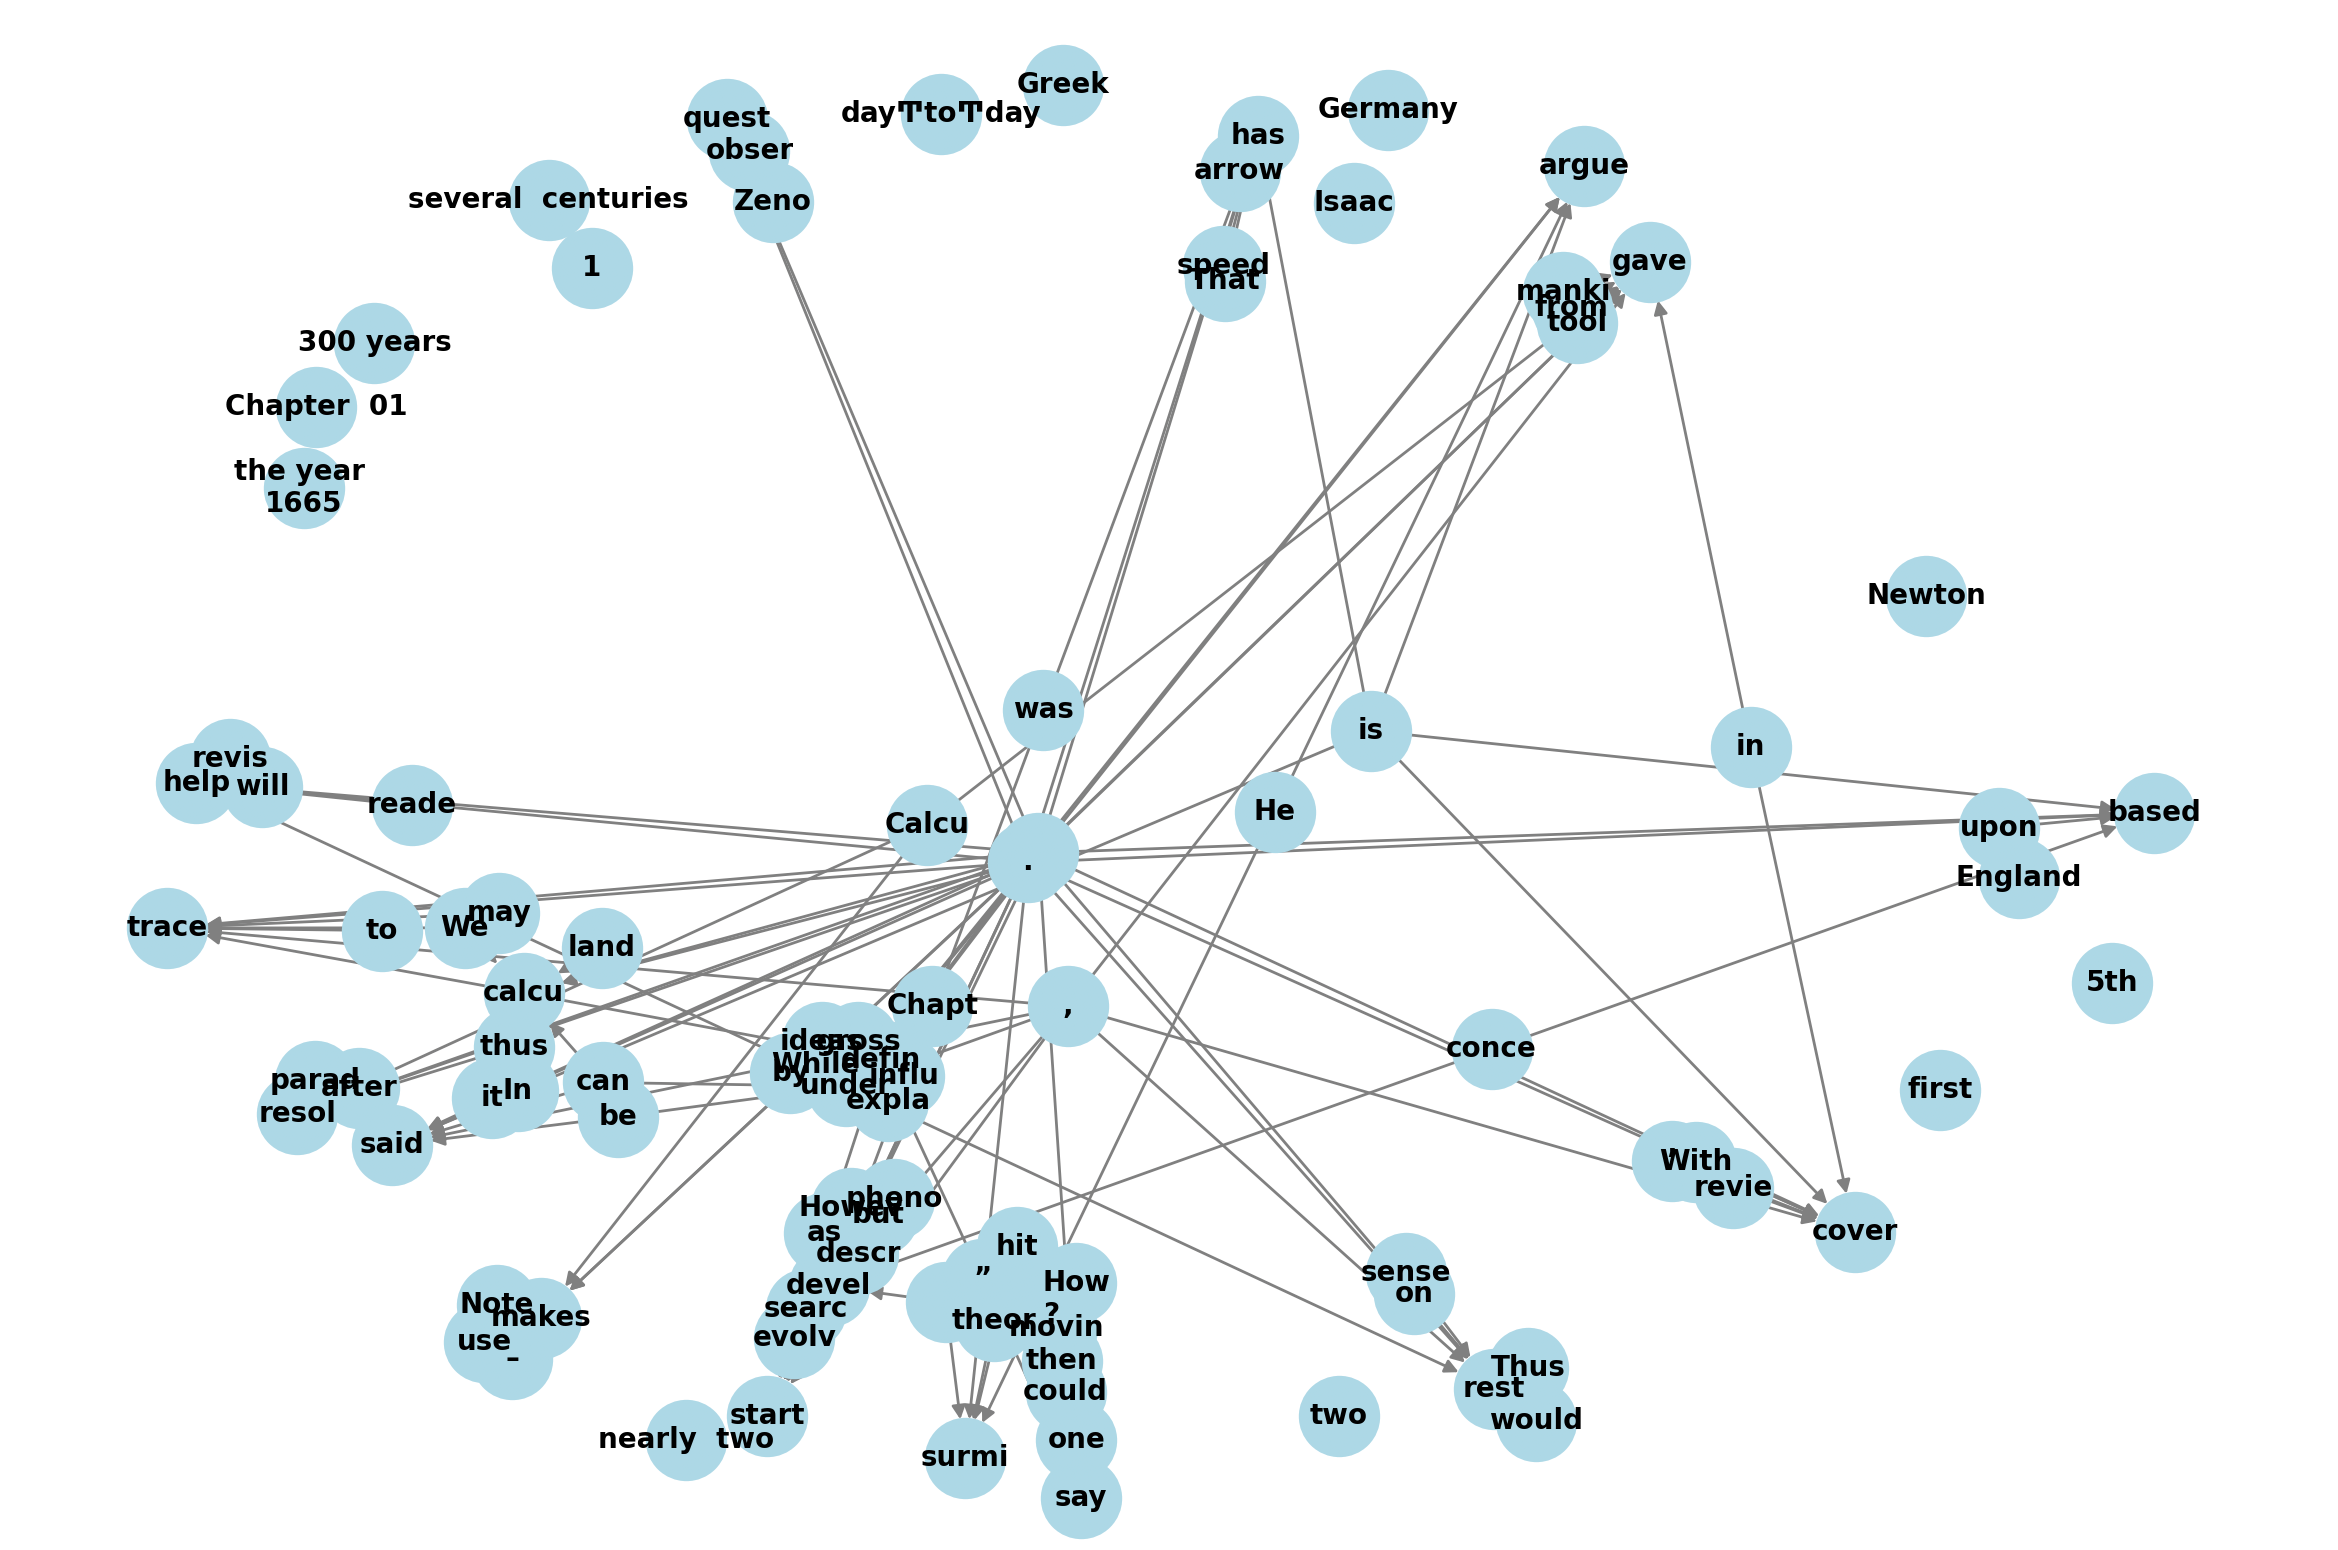 Greek
day T to T day
Germany
quest
has
obser
argue
arrow
several  centuries
Zeno
Isaac
gave
1
speed
That
manki
from
tool
300 years
Chapter  01
the year
1665
Newton
was
is
in
revis
help
will
reade
Calcu
He
based
upon
.
England
may
We
to
trace
land
5th
calcu
Chapt
,
thus
ideas
gross
conce
While
defin
by
influ
under
parad
after
can
first
it
In
expla
resol
be
said
With
revie
pheno
Howev
but
as
cover
hit
descr
”
sense
How
devel
on
Note
searc
makes
theor
?
movin
use
evolv
–
then
Thus
rest
could
start
two
would
nearly  two
one
surmi
say